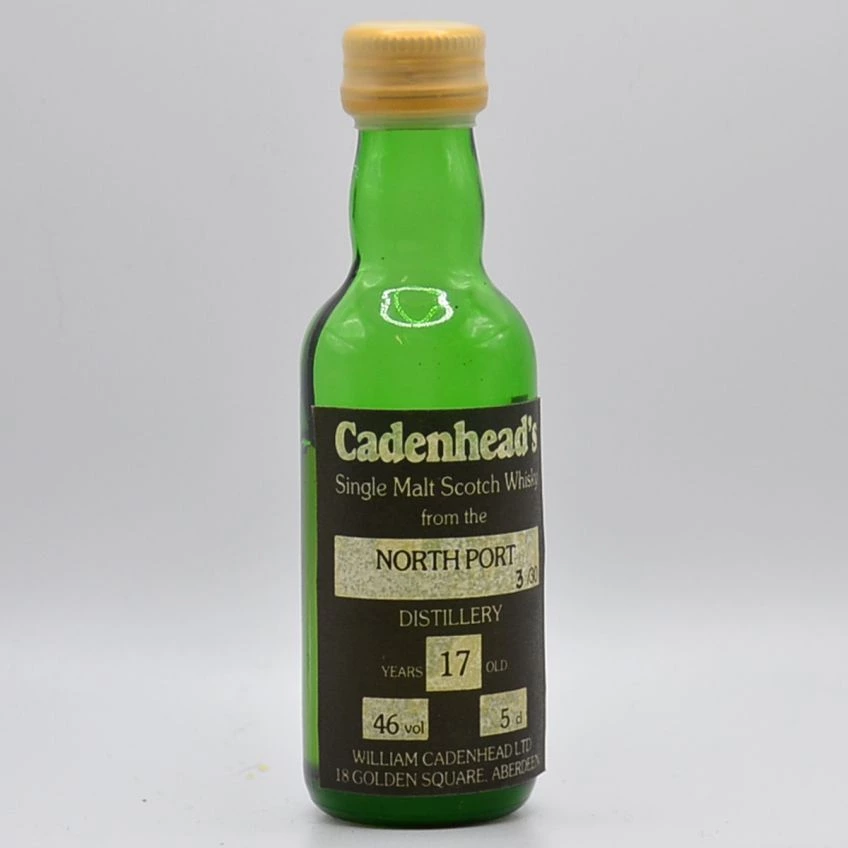 Cadenhead's
Single Malt Scotch Whisky
from the
NORTH PORT
3/30
DISTILLERY
YEARS 17 OLD
46 vol 5 cl
WILLIAM CADENHEAD LTD
18 GOLDEN SQUARE. ABERDEEN